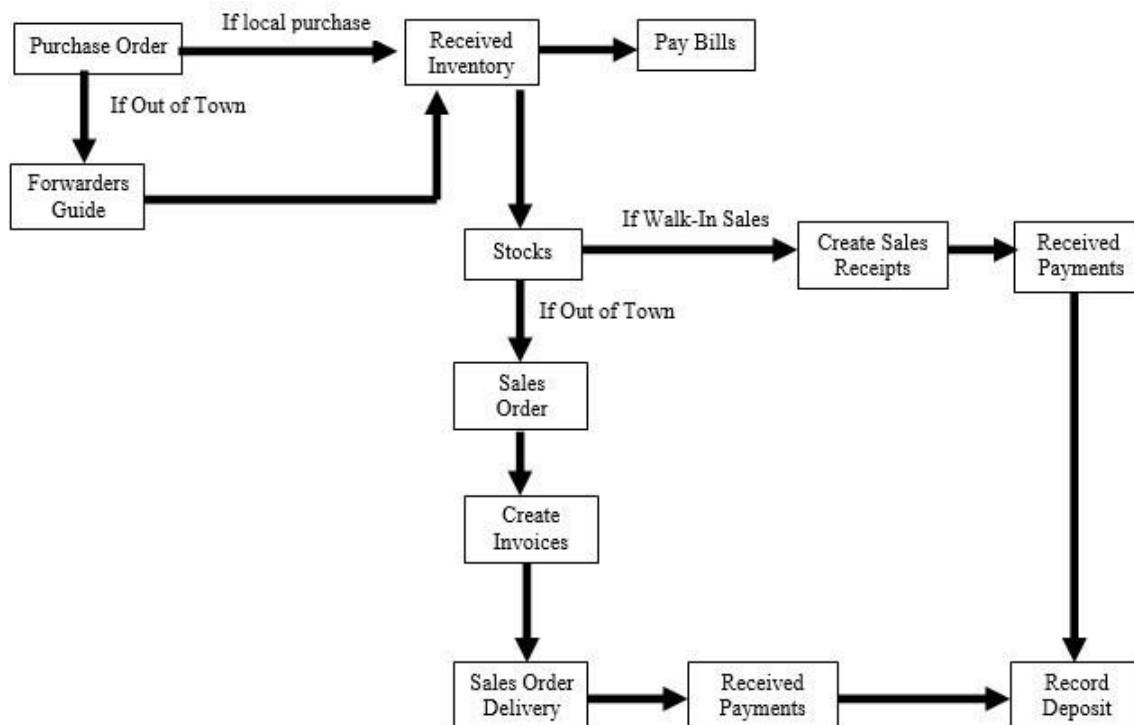 If local purchase
Purchase Order
Received
Inventory
Pay Bills
If Out of Town
Forwarders
Guide
If Walk-In Sales
Stocks
Create Sales
Receipts
Received
Payments
If Out of Town
Sales
Order
Create
Invoices
Sales Order
Delivery
Received
Payments
Record
Deposit